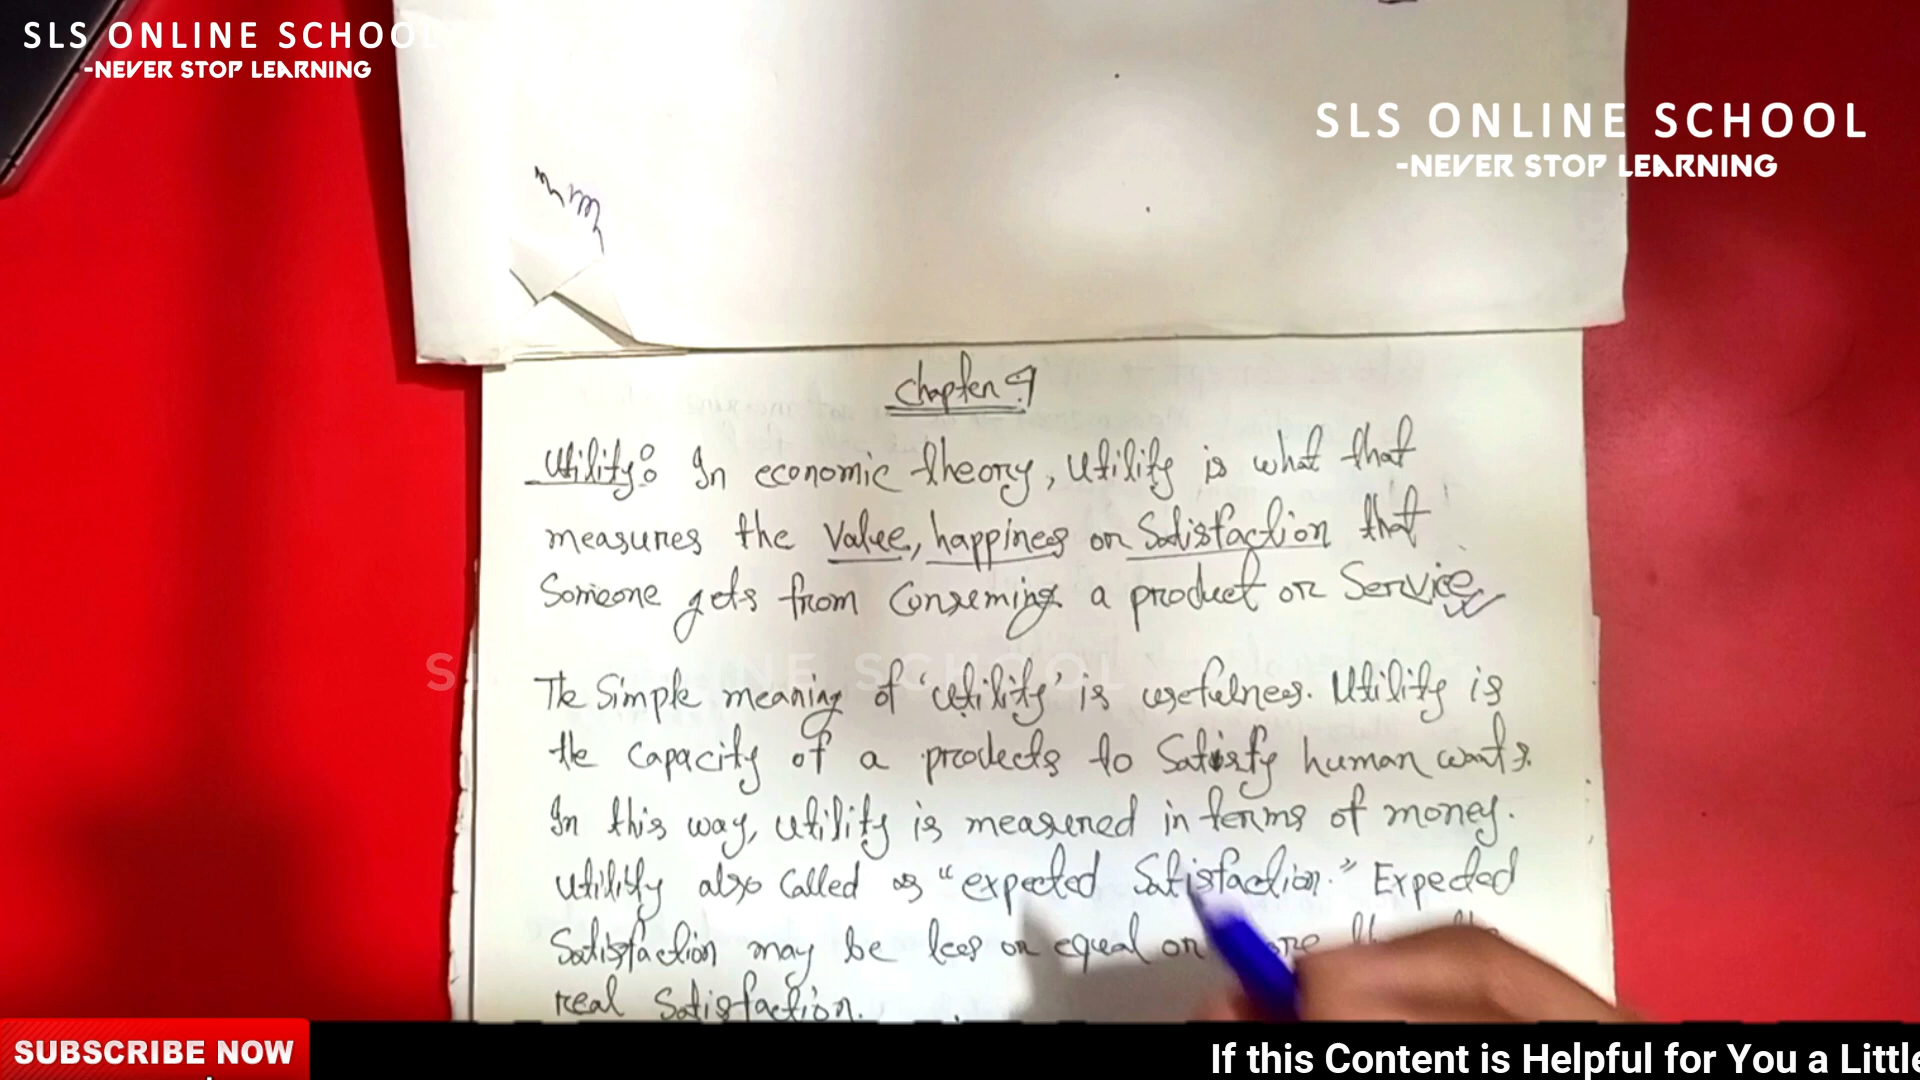 SLS ONLINE SCHOOL
-NEVER STOP LEARNING
SLS ONLINE SCHOOL
-NEVER STOP LEARNING
Chapter
Utility: In economic theory, Utility is what that
measures the Value, happiness or Satisfaction that
Someone gets from Consuming a product or Service
The Simple meaning of 'Utility' is usefulness. Utility is
the Capacity of a products to Satisfy human wants.
In this way, Utility is measured in terms of money.
Utility also Called as "expected Satisfaction." Expected
Satisfaction may be less or equal or more
real Satisfaction.
SUBSCRIBE NOW
If this Content is Helpful for You a Little